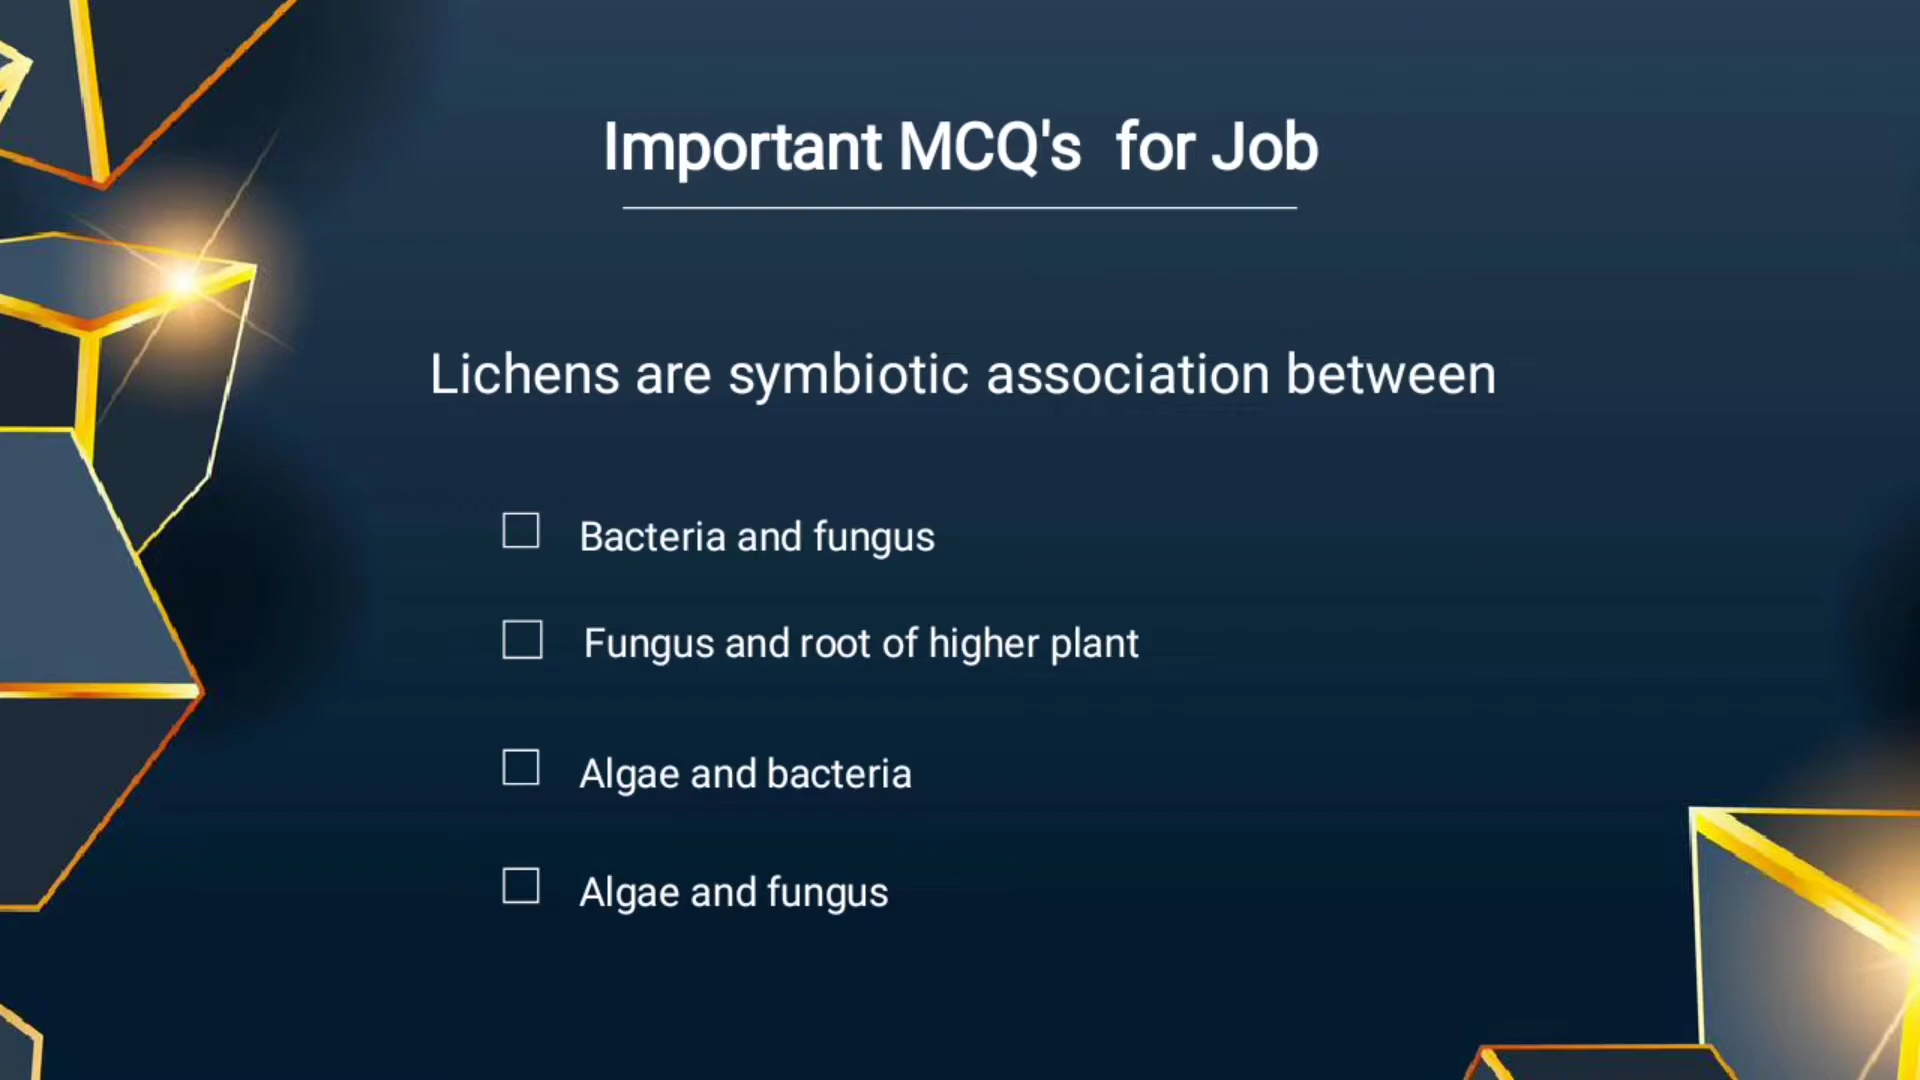 Important MCQ's  for Job
Lichens are symbiotic association between
Bacteria and fungus
Fungus and root of higher plant
Algae and bacteria
Algae and fungus